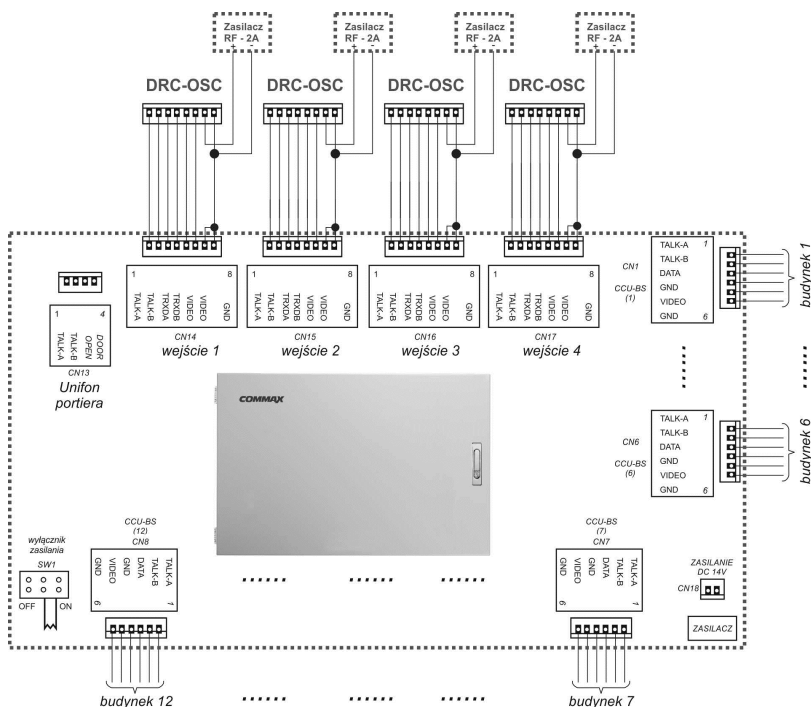 Zasilacz
RF - 2A
+ -
Zasilacz
RF - 2A
+ -
Zasilacz
RF - 2A
+ -
Zasilacz
RF - 2A
+ -
DRC-OSC
DRC-OSC
DRC-OSC
DRC-OSC
1 8
TALK-A
TALK-B
TRXDA
TRXDB
VIDEO
VIDEO
GND
CN14
wejście 1
1 8
TALK-A
TALK-B
TRXDA
TRXDB
VIDEO
VIDEO
GND
CN15
wejście 2
1 8
TALK-A
TALK-B
TRXDA
TRXDB
VIDEO
VIDEO
GND
CN16
wejście 3
1 8
TALK-A
TALK-B
TRXDA
TRXDB
VIDEO
VIDEO
GND
CN17
wejście 4
CN1
CCU-BS
(1)
TALK-A 1
TALK-B
DATA
GND
VIDEO
GND 6
budynek 1
1 4
TALK-A
TALK-B
OPEN
DOOR
CN13
Unifon
portiera
......
......
COMMAX
CN6
CCU-BS
(6)
TALK-A 1
TALK-B
DATA
GND
VIDEO
GND 6
budynek 6
wyłącznik
zasilania
SW1
OFF ON
CCU-BS
(12)
CN8
GND
VIDEO
GND
DATA
TALK-B
TALK-A
6 1
budynek 12
...... ...... ......
CCU-BS
(7)
CN7
GND
VIDEO
GND
DATA
TALK-B
TALK-A
6 1
budynek 7
ZASILANIE
DC 14V
CN18
ZASILACZ
...... ...... ......